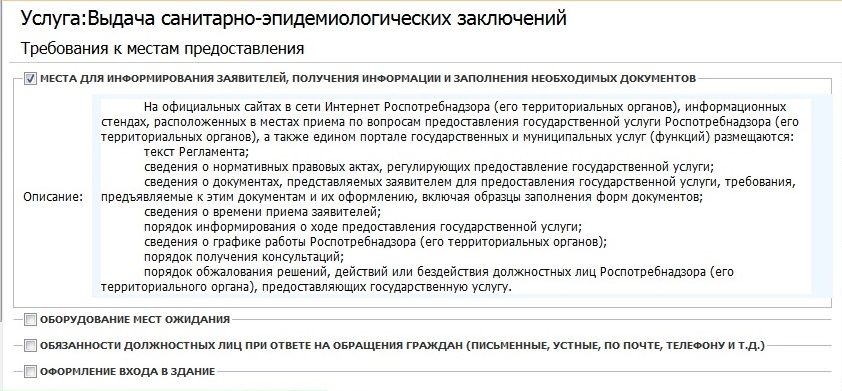 Услуга:Выдача санитарно-эпидемиологических заключений
Требования к местам предоставления
МЕСТА ДЛЯ ИНФОРМИРОВАНИЯ ЗАЯВИТЕЛЕЙ, ПОЛУЧЕНИЯ ИНФОРМАЦИИ И ЗАПОЛНЕНИЯ НЕОБХОДИМЫХ ДОКУМЕНТОВ
На официальных сайтах в сети Интернет Роспотребнадзора (его территориальных органов), информационных
стендах, расположенных в местах приема по вопросам предоставления государственной услуги Роспотребнадзора (его
территориальных органов), а также едином портале государственных и муниципальных услуг (функций) размещаются:
текст Регламента;
сведения о нормативных правовых актах, регулирующих предоставление государственной услуги;
сведения о документах, представляемых заявителем для предоставления государственной услуги, требования,
Описание: предъявляемые к этим документам и их оформлению, включая образцы заполнения форм документов;
сведения о времени приема заявителей;
порядок информирования о ходе предоставления государственной услуги;
сведения о графике работы Роспотребнадзора (его территориальных органов);
порядок получения консультаций;
порядок обжалования решений, действий или бездействия должностных лиц Роспотребнадзора (его
территориального органа), предоставляющих государственную услугу.
ОБОРУДОВАНИЕ МЕСТ ОЖИДАНИЯ
ОБЯЗАННОСТИ ДОЛЖНОСТНЫХ ЛИЦ ПРИ ОТВЕТЕ НА ОБРАЩЕНИЯ ГРАЖДАН (ПИСЬМЕННЫЕ, УСТНЫЕ, ПО ПОЧТЕ, ТЕЛЕФОНУ И Т.Д.)
ОФОРМЛЕНИЕ ВХОДА В ЗДАНИЕ